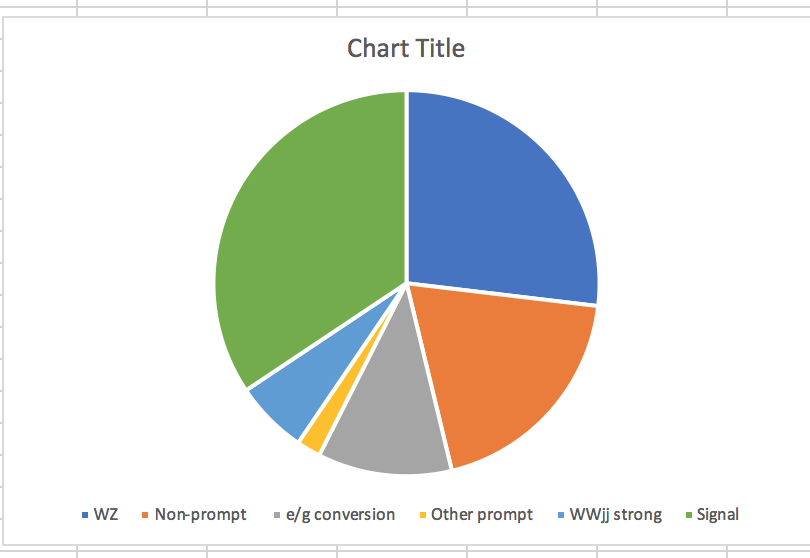 Chart Title
WZ Non-prompt e/g conversion Other prompt WWjj strong Signal